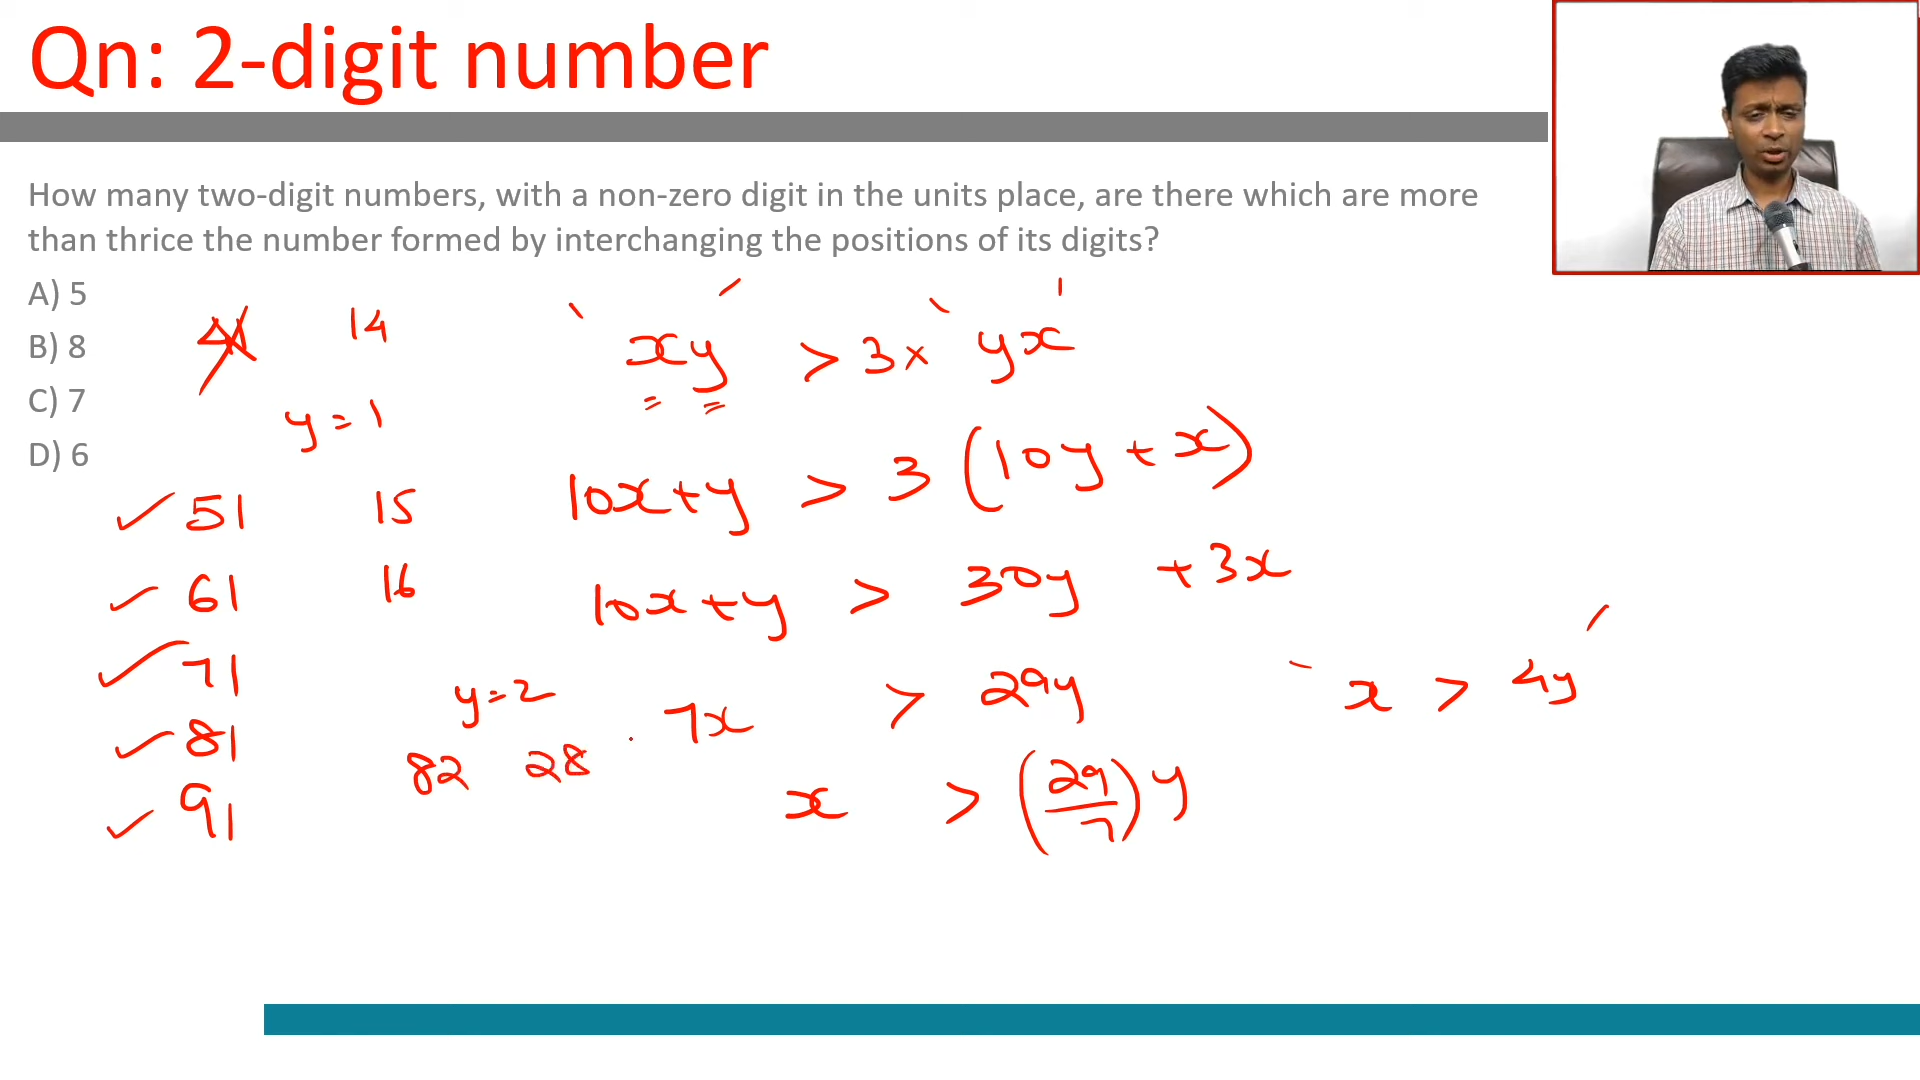 Qn: 2-digit number
How many two-digit numbers, with a non-zero digit in the units place, are there which are more
than thrice the number formed by interchanging the positions of its digits?
A) 5
B) 8
C) 7
D) 6
41 14
xy > 3 × yx
y = 1
10x + y > 3 (10y + x)
51 15
61 16
10x + y > 30y + 3x
71
y = 2
7x > 29y
x > 4y
81
82 28
x > (29/7) y
91